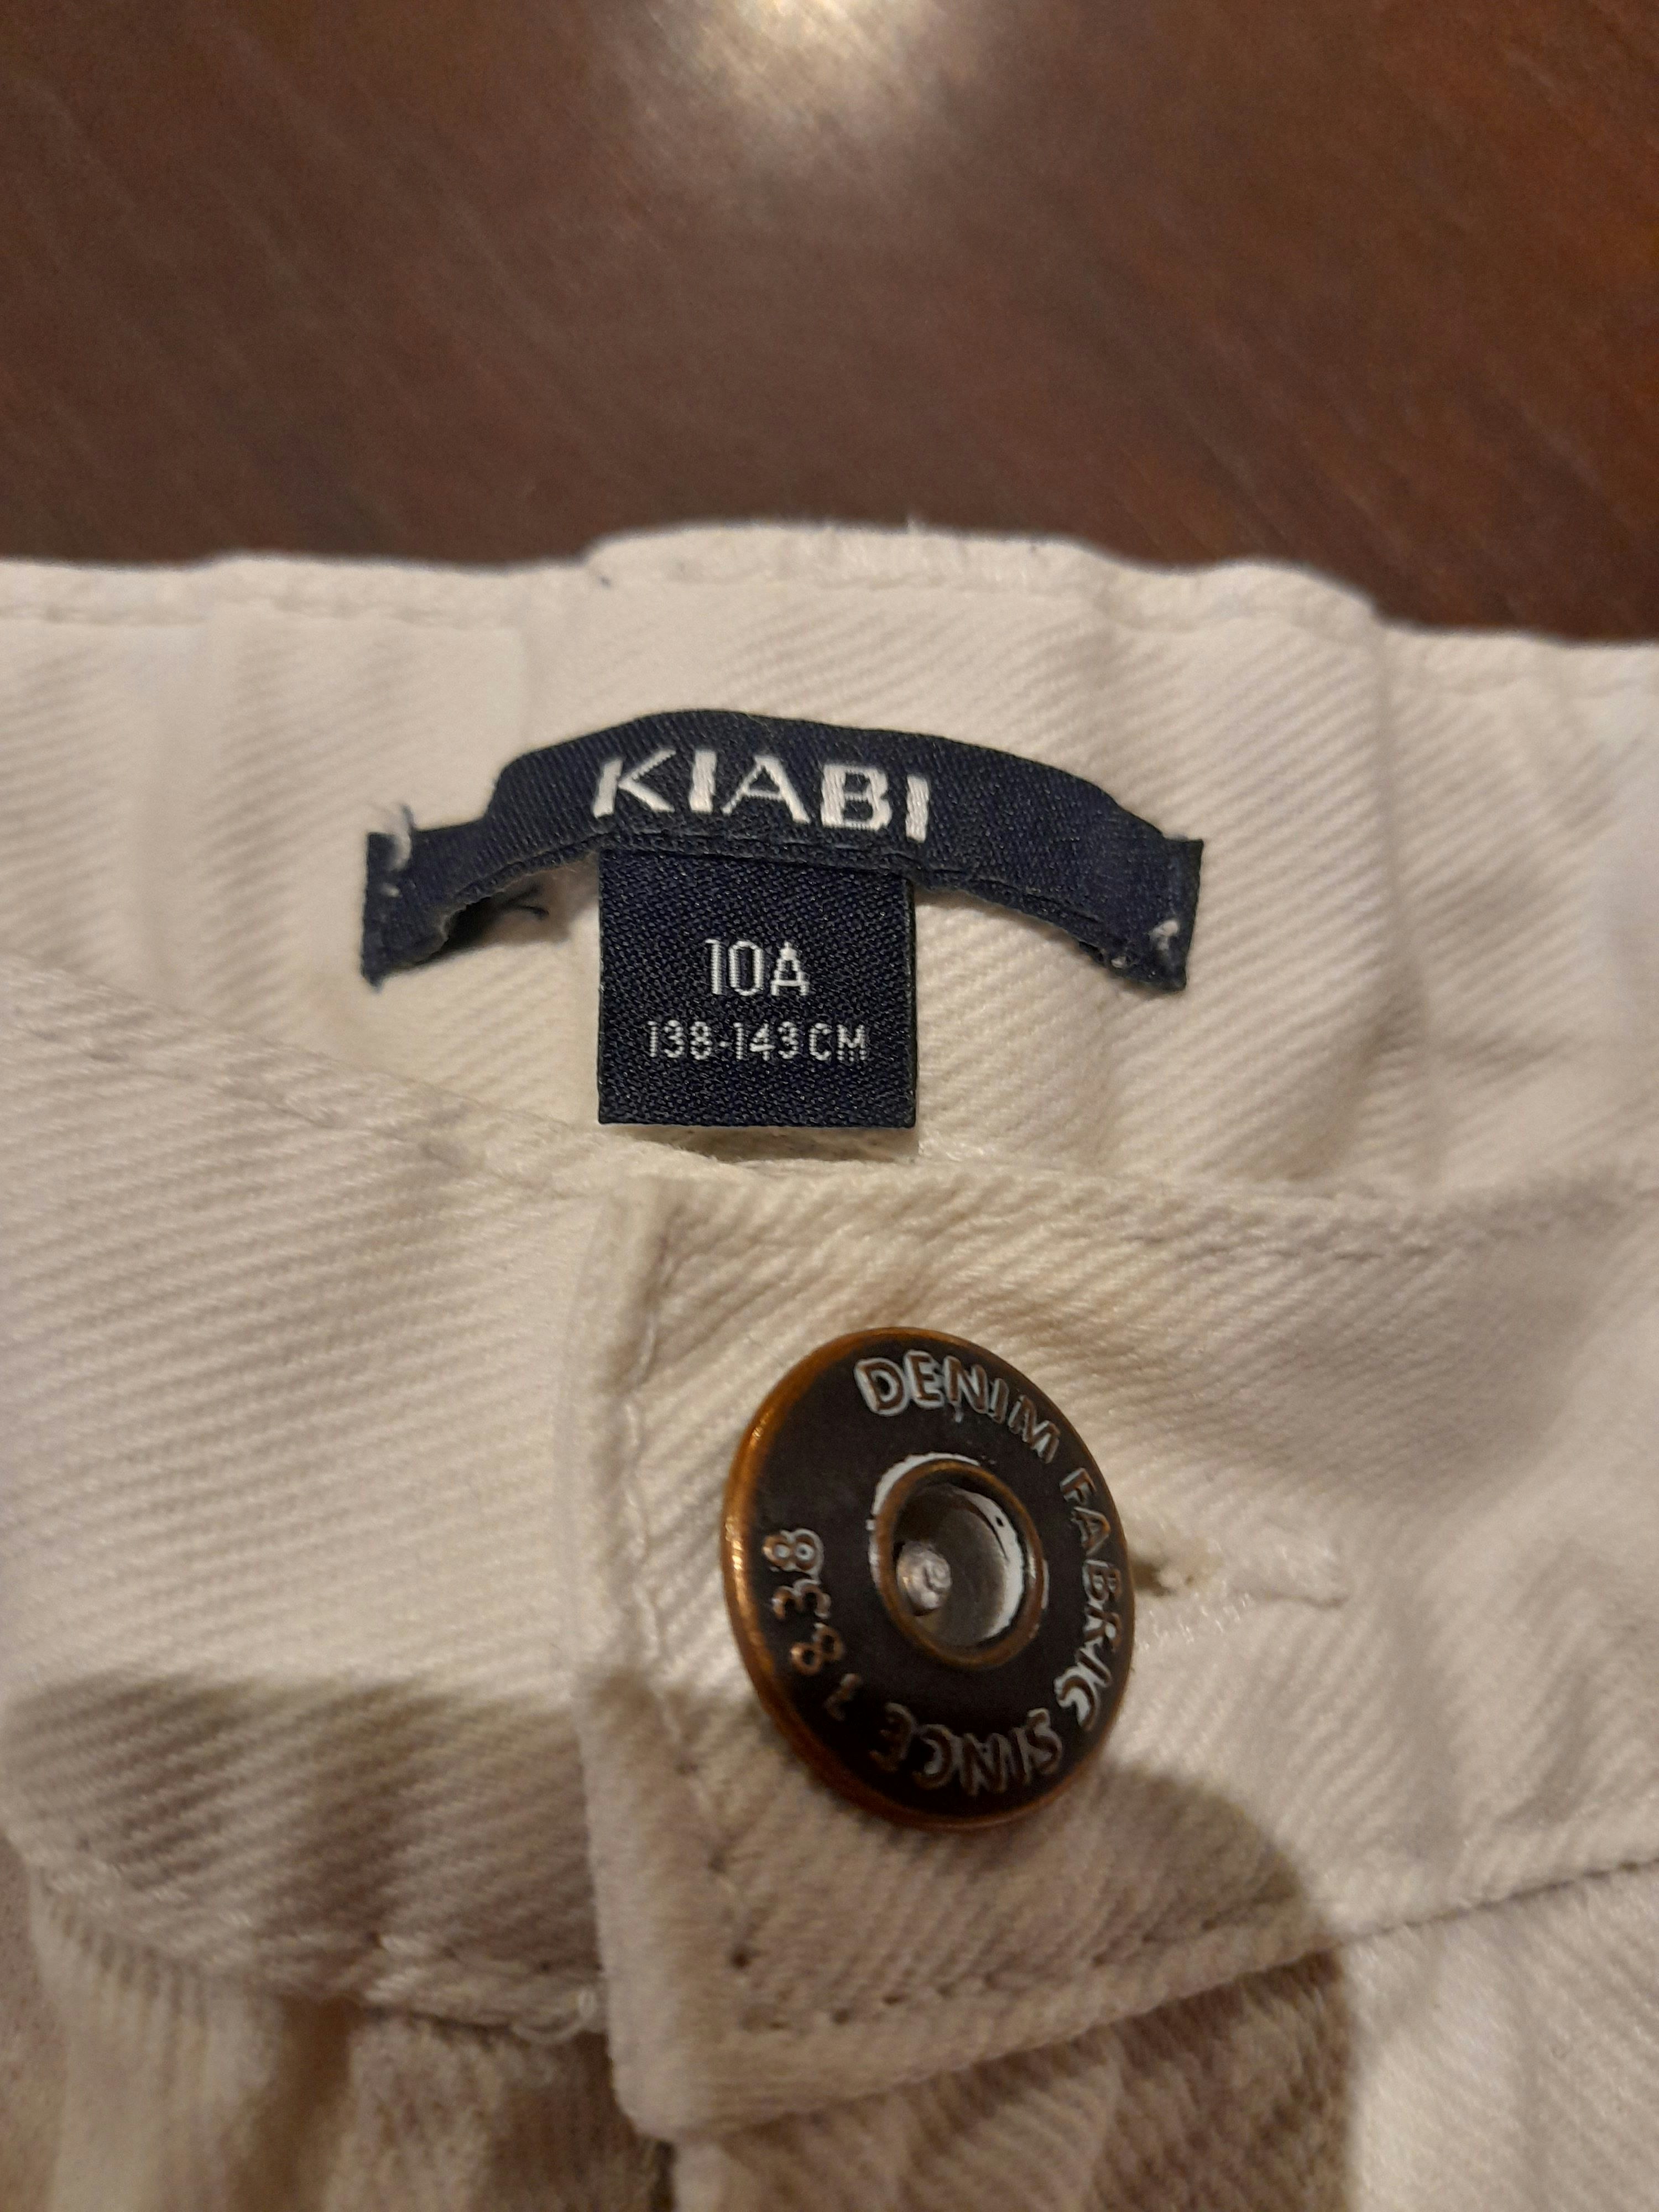 KIABI
10A
138-143CM
DENIM FABRIC SINCE 1838